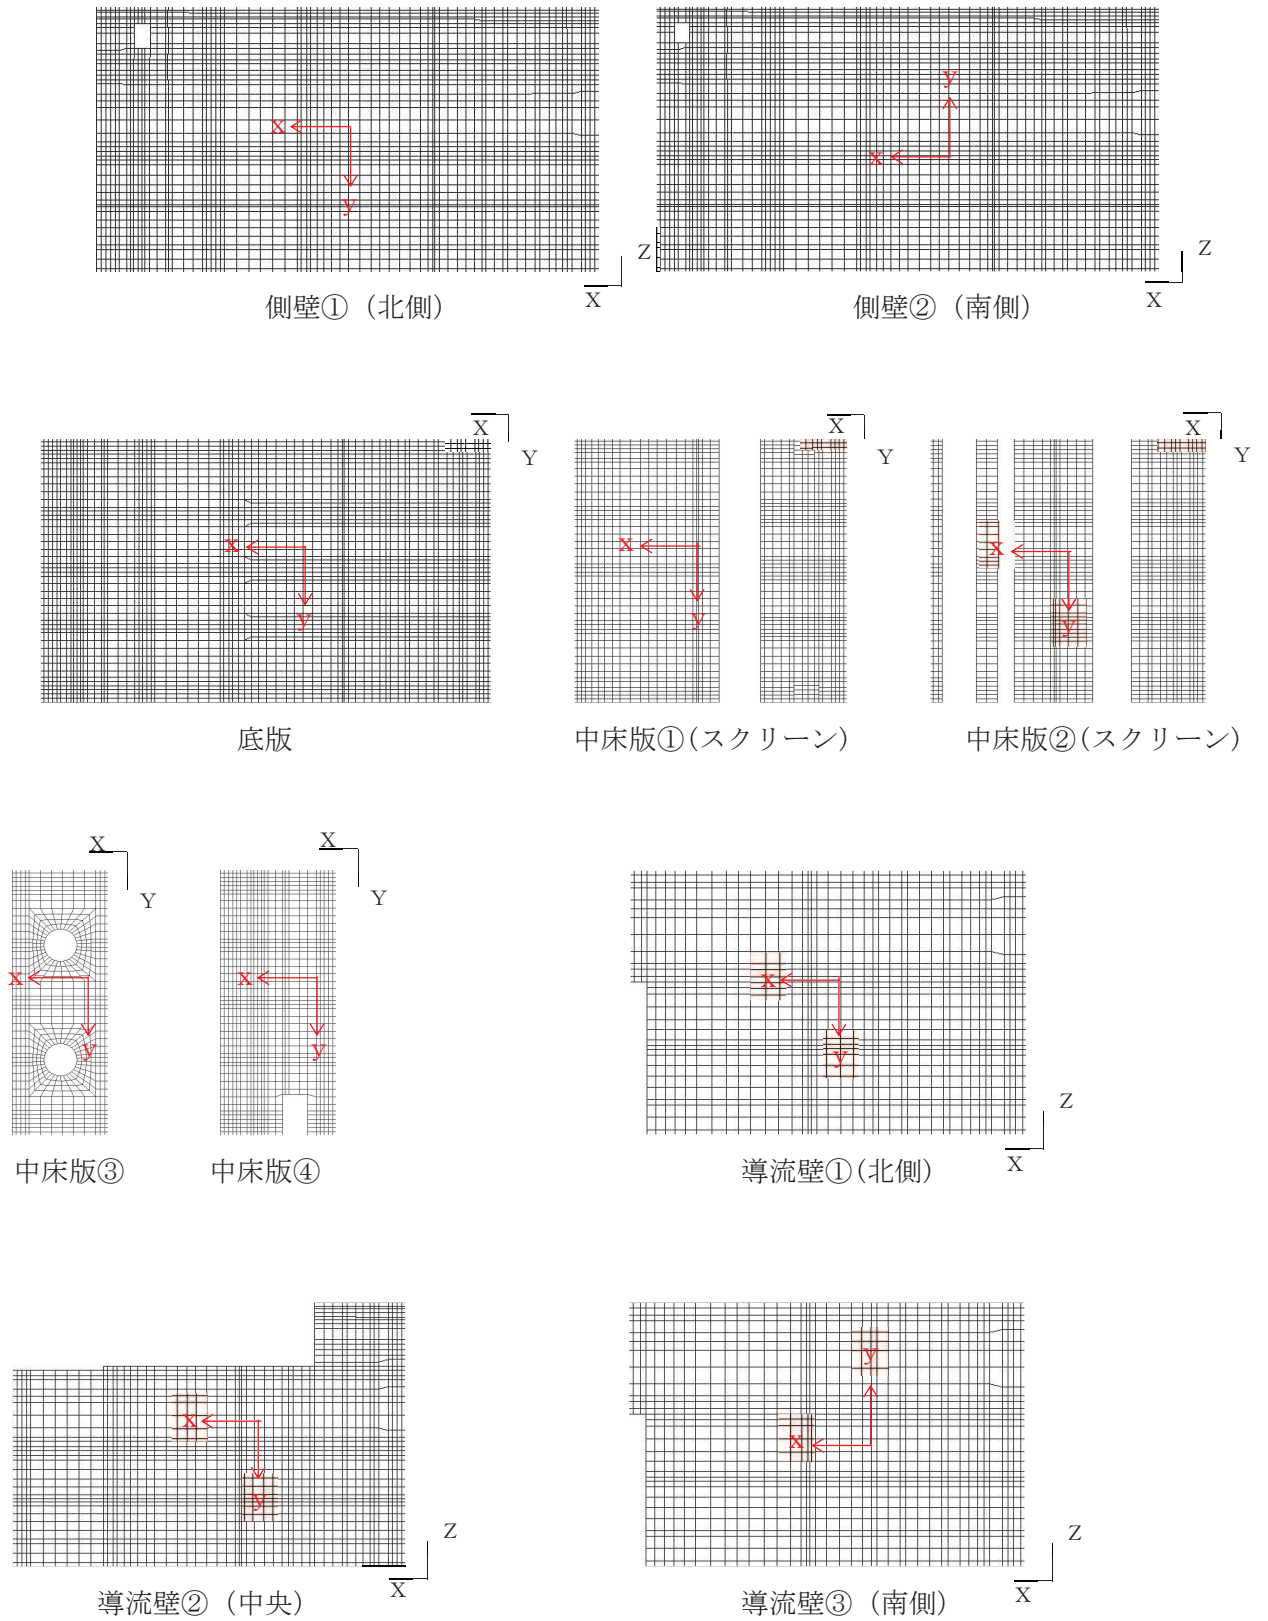 x
y
Z
X
側壁①（北側）
y
x
Z
X
側壁②（南側）
X
Y
x
y
底版
X
Y
x
y
中床版①(スクリーン)
X
Y
x
y
中床版②(スクリーン)
X
Y
x
y
中床版③
X
Y
x
y
中床版④
x
y
Z
X
導流壁①(北側)
x
y
Z
X
導流壁②（中央）
y
x
Z
X
導流壁③（南側）